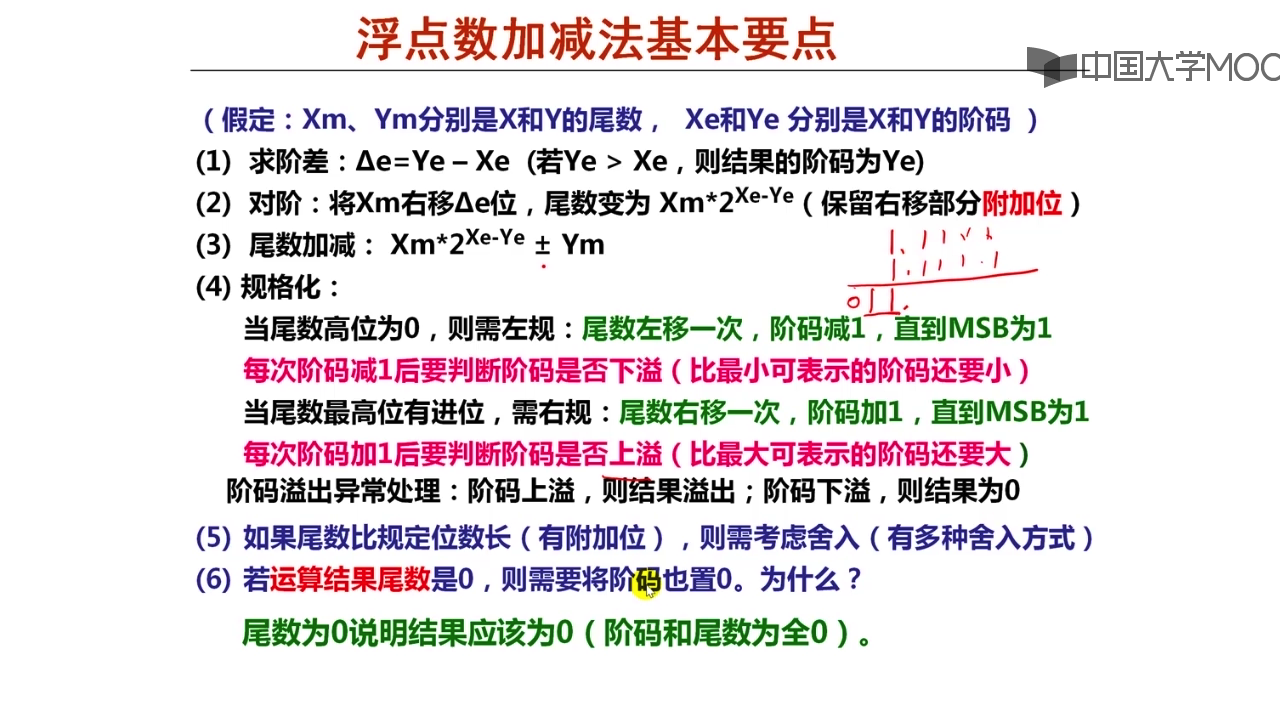 浮点数加减法基本要点
中国大学MOO
（假定：Xm、Ym分别是X和Y的尾数， Xe和Ye 分别是X和Y的阶码 ）
(1) 求阶差：Δe=Ye – Xe (若Ye > Xe，则结果的阶码为Ye)
(2) 对阶：将Xm右移Δe位，尾数变为 Xm*2^Xe-Ye（保留右移部分附加位）
(3) 尾数加减： Xm*2^Xe-Ye ± Ym
(4) 规格化：
当尾数高位为0，则需左规：尾数左移一次，阶码减1，直到MSB为1
每次阶码减1后要判断阶码是否下溢（比最小可表示的阶码还要小）
当尾数最高位有进位，需右规：尾数右移一次，阶码加1，直到MSB为1
每次阶码加1后要判断阶码是否上溢（比最大可表示的阶码还要大）
阶码溢出异常处理：阶码上溢，则结果溢出；阶码下溢，则结果为0
(5) 如果尾数比规定位数长（有附加位），则需考虑舍入（有多种舍入方式）
(6) 若运算结果尾数是0，则需要将阶码也置0。为什么？
尾数为0说明结果应该为0（阶码和尾数为全0）。
1.1111
1.1111
011.